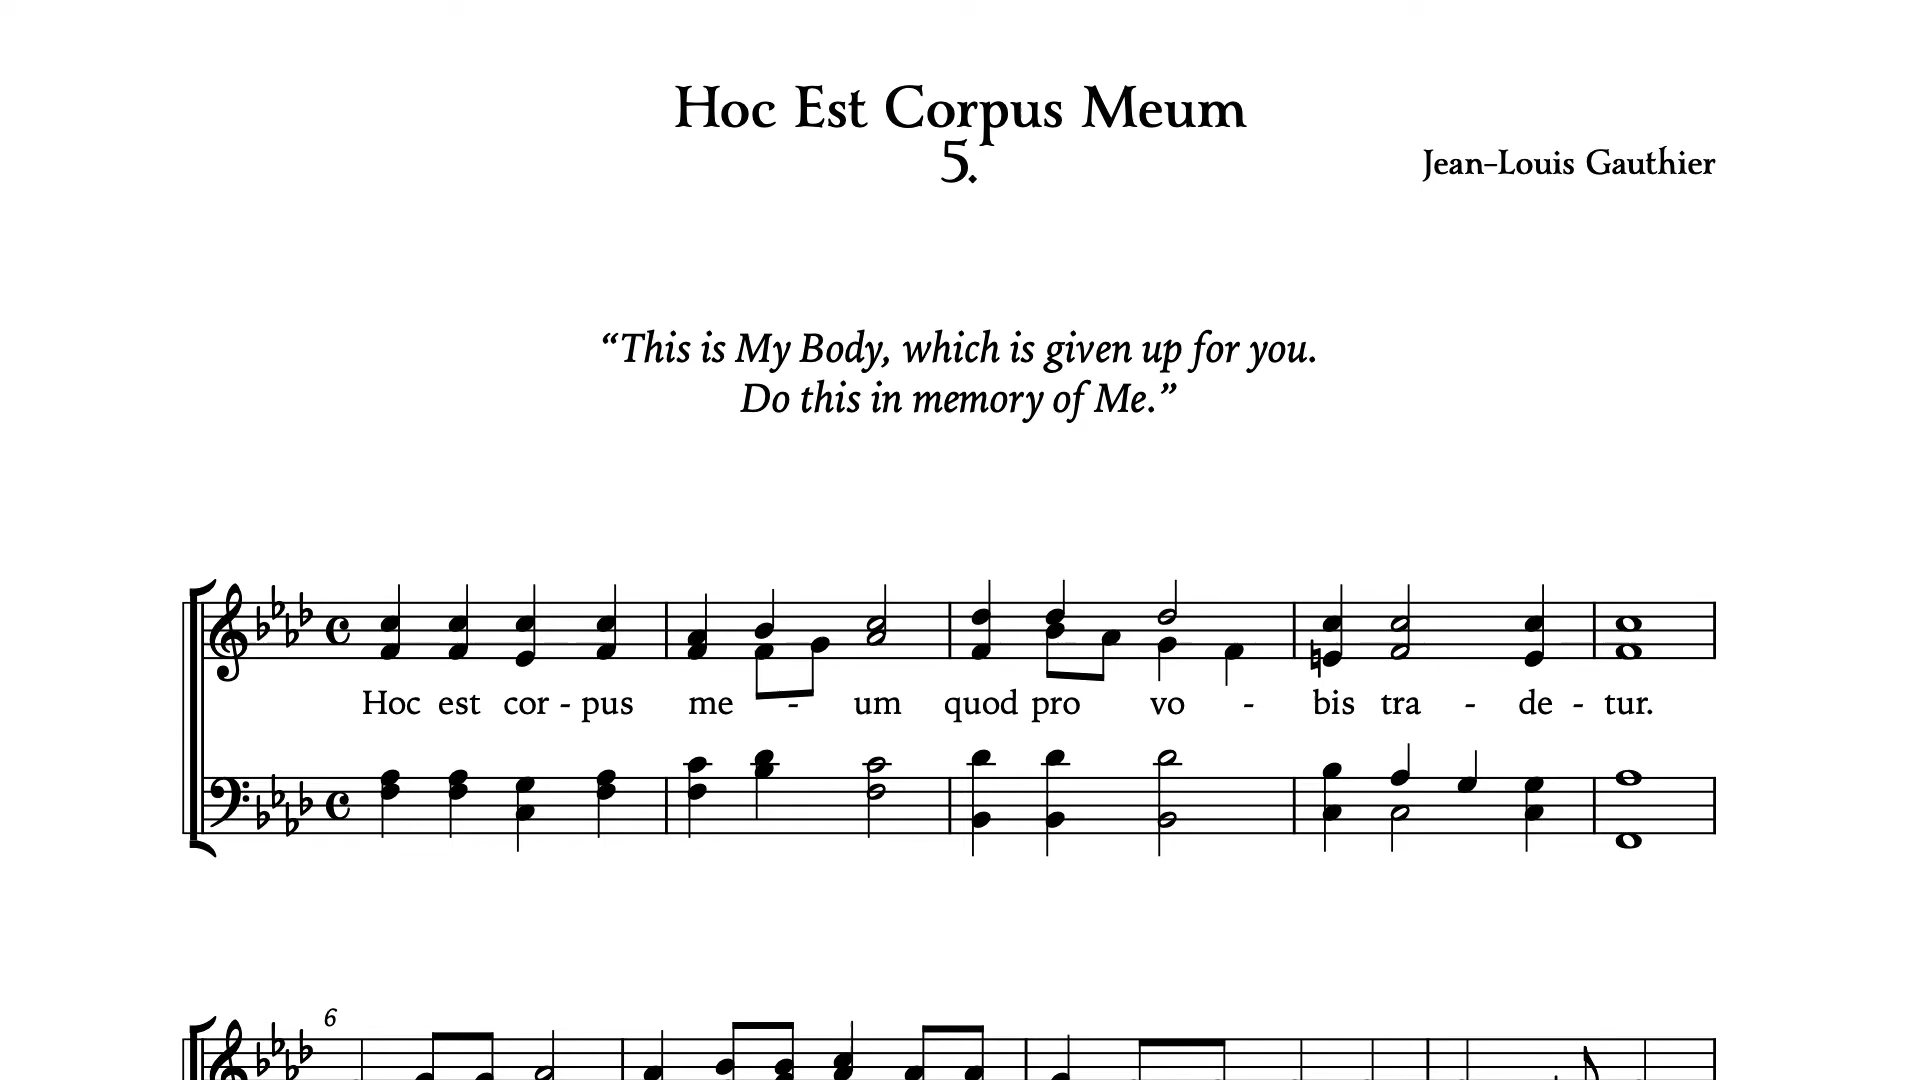 Hoc Est Corpus Meum
5.
Jean-Louis Gauthier
“This is My Body, which is given up for you.
Do this in memory of Me.”
Hoc est cor - pus me - um quod pro vo - bis tra - de - tur.
6